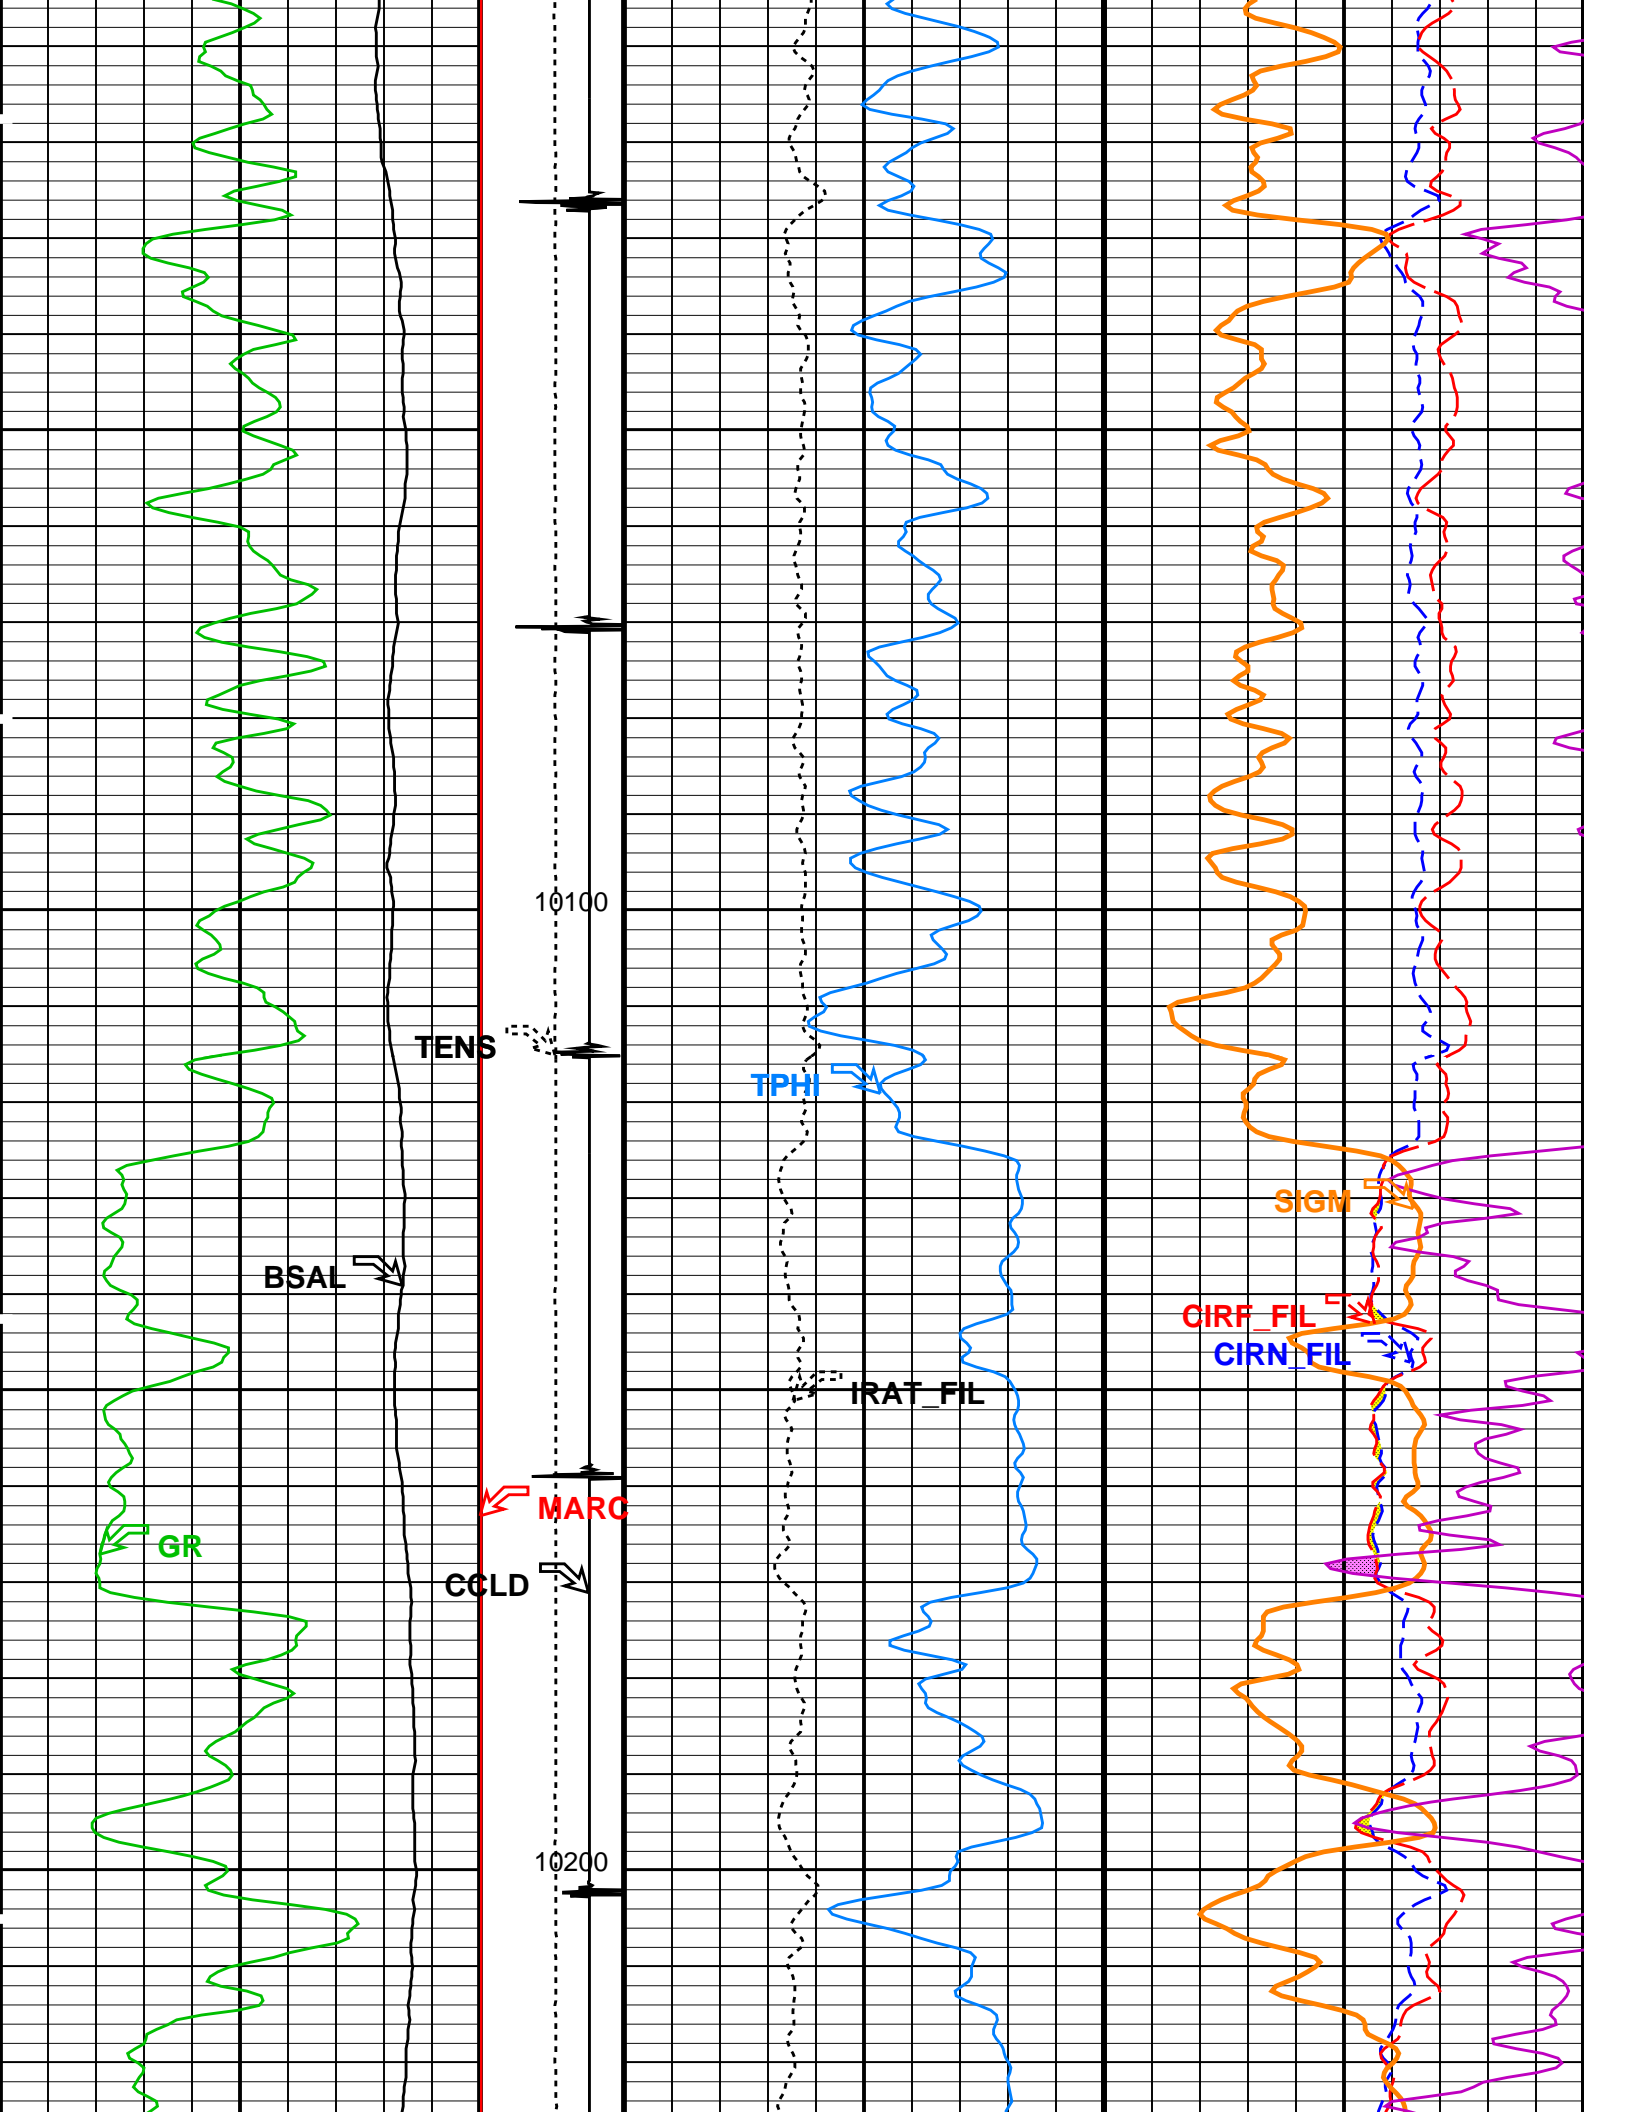 10100
TENS
TPHI
SIGM
BSAL
CIRF_FIL
CIRN_FIL
IRAT_FIL
MARC
GR
CCLD
10200